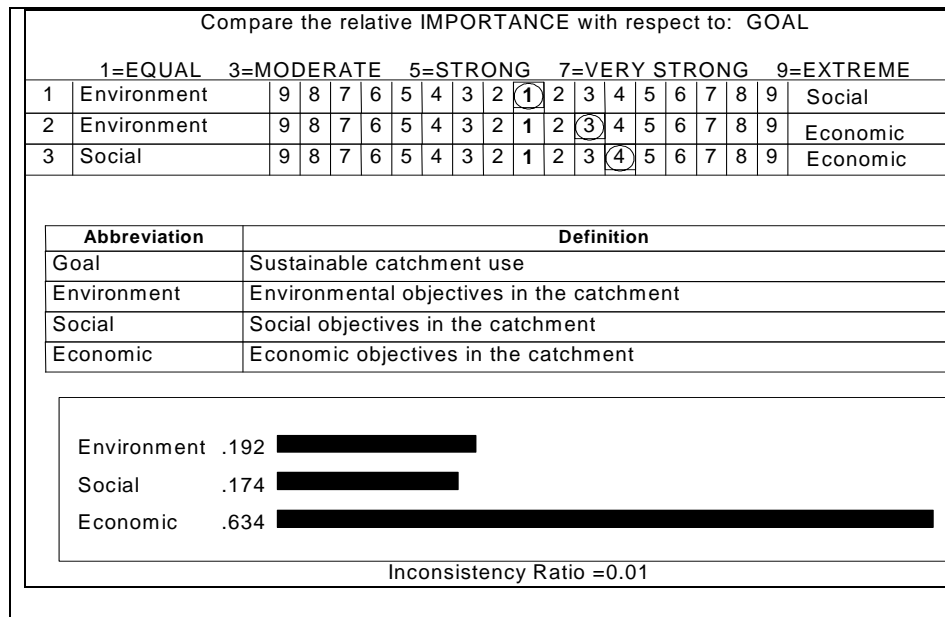 Compare the relative IMPORTANCE with respect to: GOAL
1=EQUAL 3=MODERATE 5=STRONG 7=VERY STRONG 9=EXTREME
1 Environment 9 8 7 6 5 4 3 2 1 2 3 4 5 6 7 8 9 Social
2 Environment 9 8 7 6 5 4 3 2 1 2 3 4 5 6 7 8 9 Economic
3 Social 9 8 7 6 5 4 3 2 1 2 3 4 5 6 7 8 9 Economic
Abbreviation Definition
Goal Sustainable catchment use
Environment Environmental objectives in the catchment
Social Social objectives in the catchment
Economic Economic objectives in the catchment
Environment .192
Social .174
Economic .634
Inconsistency Ratio =0.01